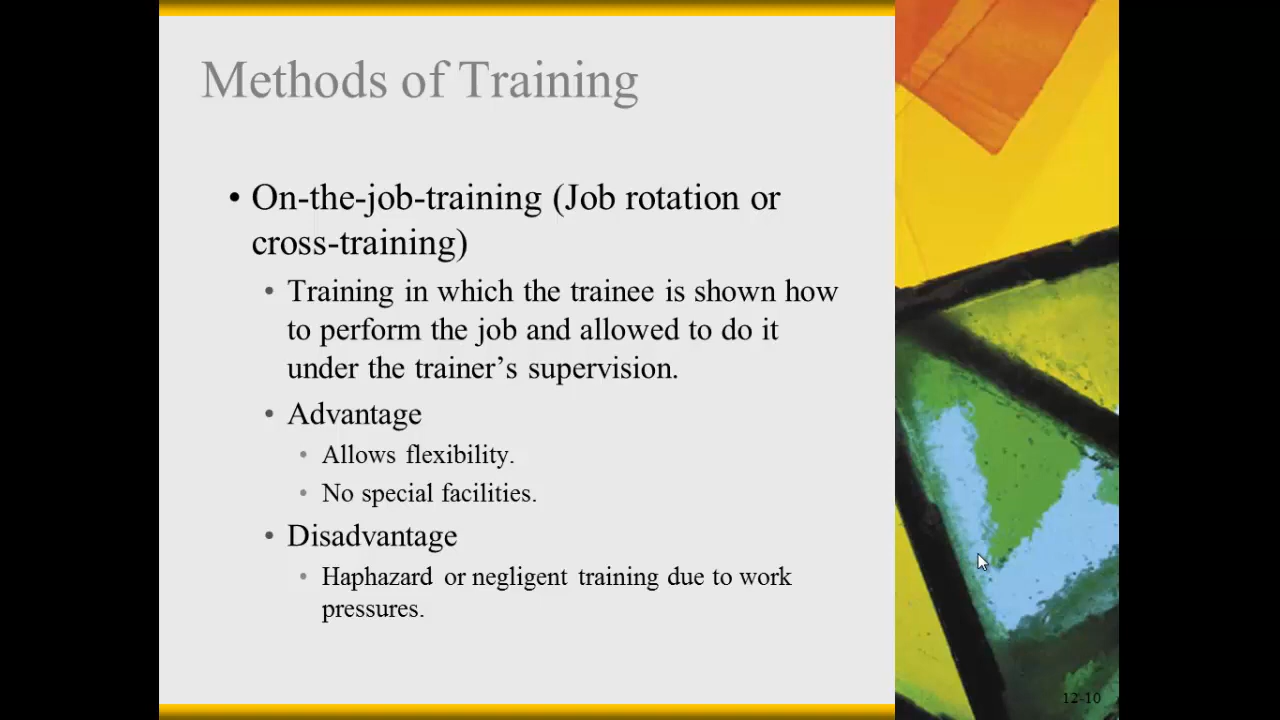 Methods of Training
• On-the-job-training (Job rotation or
cross-training)
• Training in which the trainee is shown how
to perform the job and allowed to do it
under the trainer’s supervision.
• Advantage
• Allows flexibility.
• No special facilities.
• Disadvantage
• Haphazard or negligent training due to work
pressures.
12-10